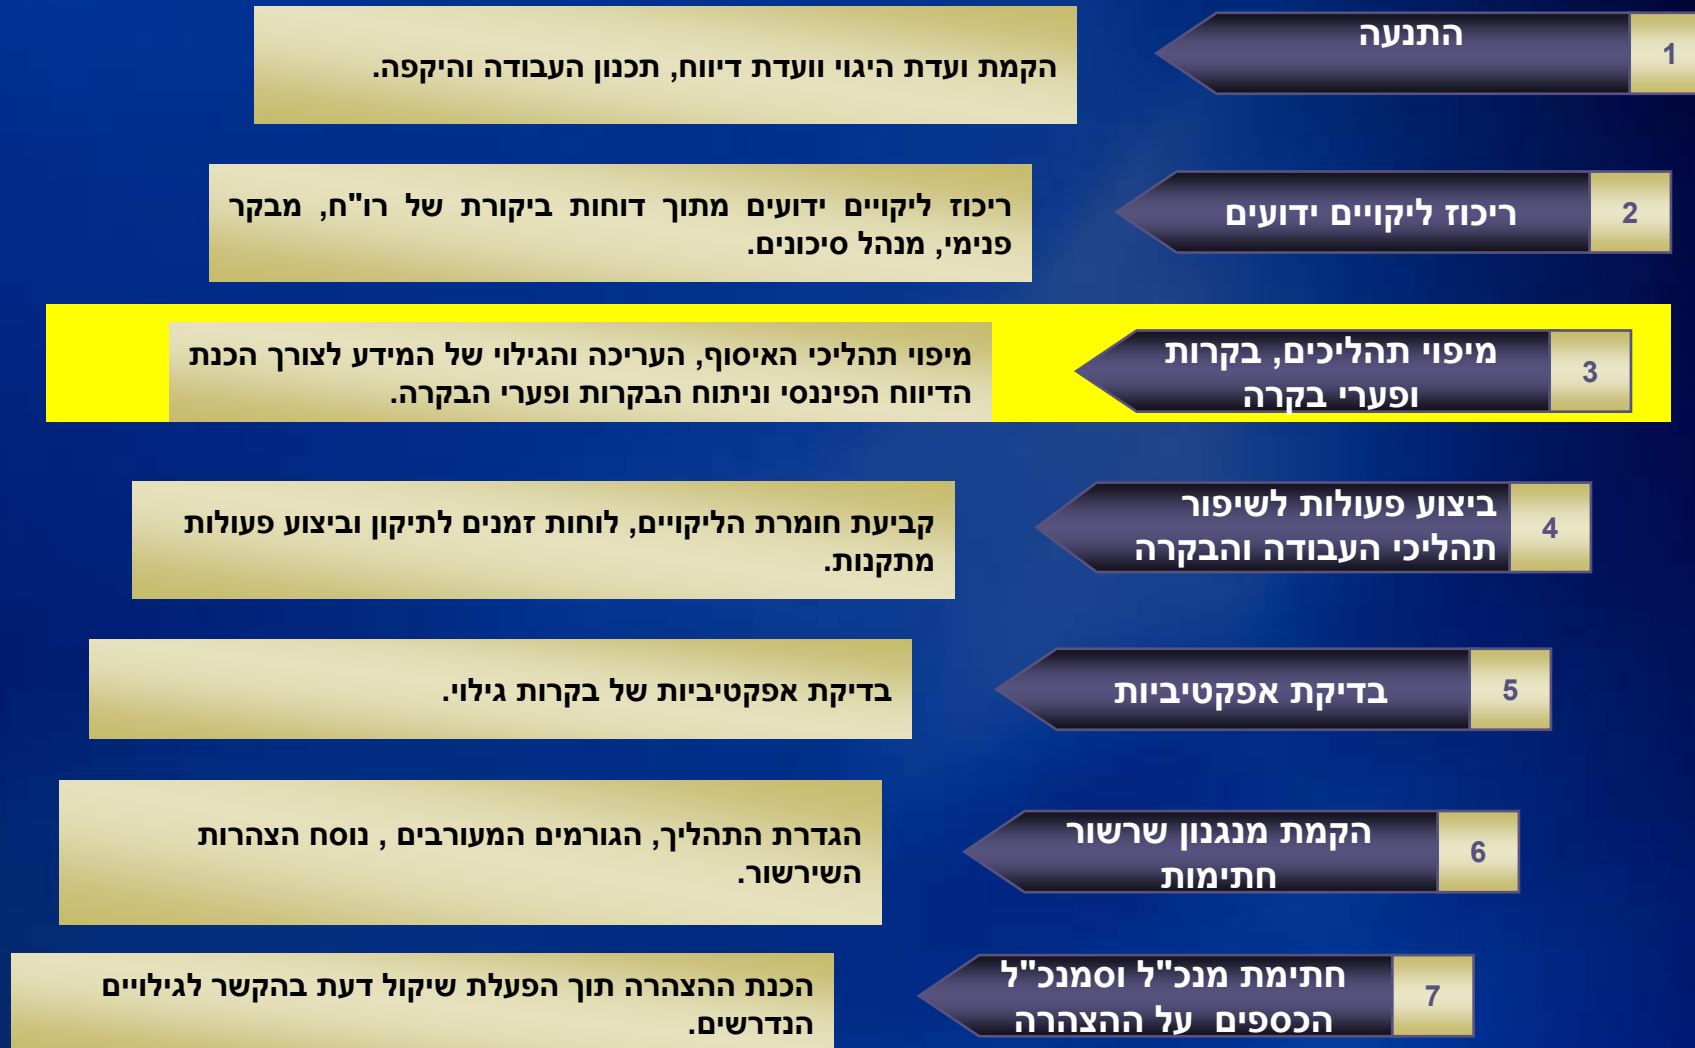 1
התנעה
הקמת ועדת היגוי וועדת דיווח, תכנון העבודה והיקפה.
2
ריכוז ליקויים ידועים
ריכוז ליקויים ידועים מתוך דוחות ביקורת של רו"ח, מבקר
פנימי, מנהל סיכונים.
3
מיפוי תהליכים, בקרות
ופערי בקרה
מיפוי תהליכי האיסוף, העריכה והגילוי של המידע לצורך הכנת
הדיווח הפיננסי וניתוח הבקרות ופערי הבקרה.
4
ביצוע פעולות לשיפור
תהליכי העבודה והבקרה
קביעת חומרת הליקויים, לוחות זמנים לתיקון וביצוע פעולות
מתקנות.
5
בדיקת אפקטיביות
בדיקת אפקטיביות של בקרות גילוי.
6
הקמת מנגנון שרשור
חתימות
הגדרת התהליך, הגורמים המעורבים , נוסח הצהרות
השירשור.
7
חתימת מנכ"ל וסמנכ"ל
הכספים על ההצהרה
הכנת ההצהרה תוך הפעלת שיקול דעת בהקשר לגילויים
הנדרשים.